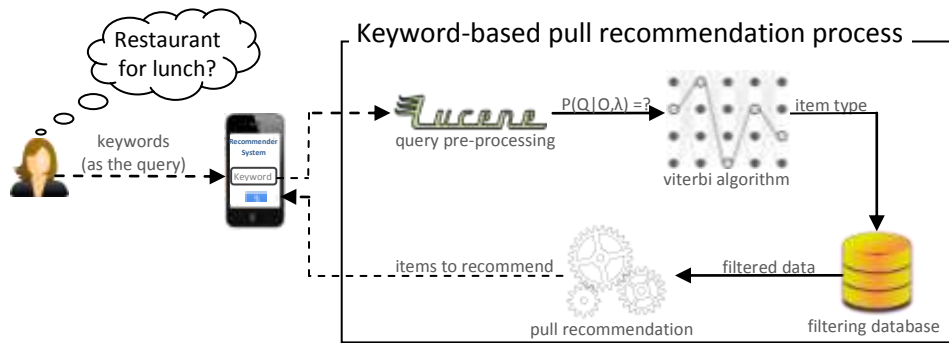 Keyword-based pull recommendation process
Restaurant
for lunch?
keywords
(as the query)
Recommender
System
Keyword
Lucene
query pre-processing
P(Q|O,λ) =?
viterbi algorithm
item type
filtering database
filtered data
pull recommendation
items to recommend